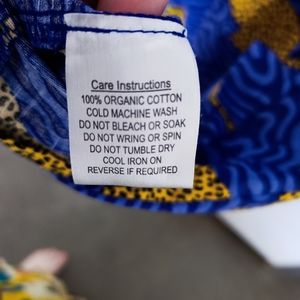 Care Instructions
100% ORGANIC COTTON
COLD MACHINE WASH
DO NOT BLEACH OR SOAK
DO NOT WRING OR SPIN
DO NOT TUMBLE DRY
COOL IRON ON
REVERSE IF REQUIRED